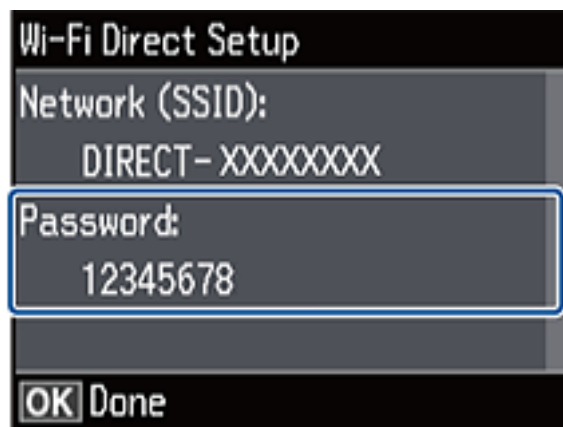 Wi-Fi Direct Setup
Network (SSID):
DIRECT-XXXXXXXX
Password:
12345678
OK Done